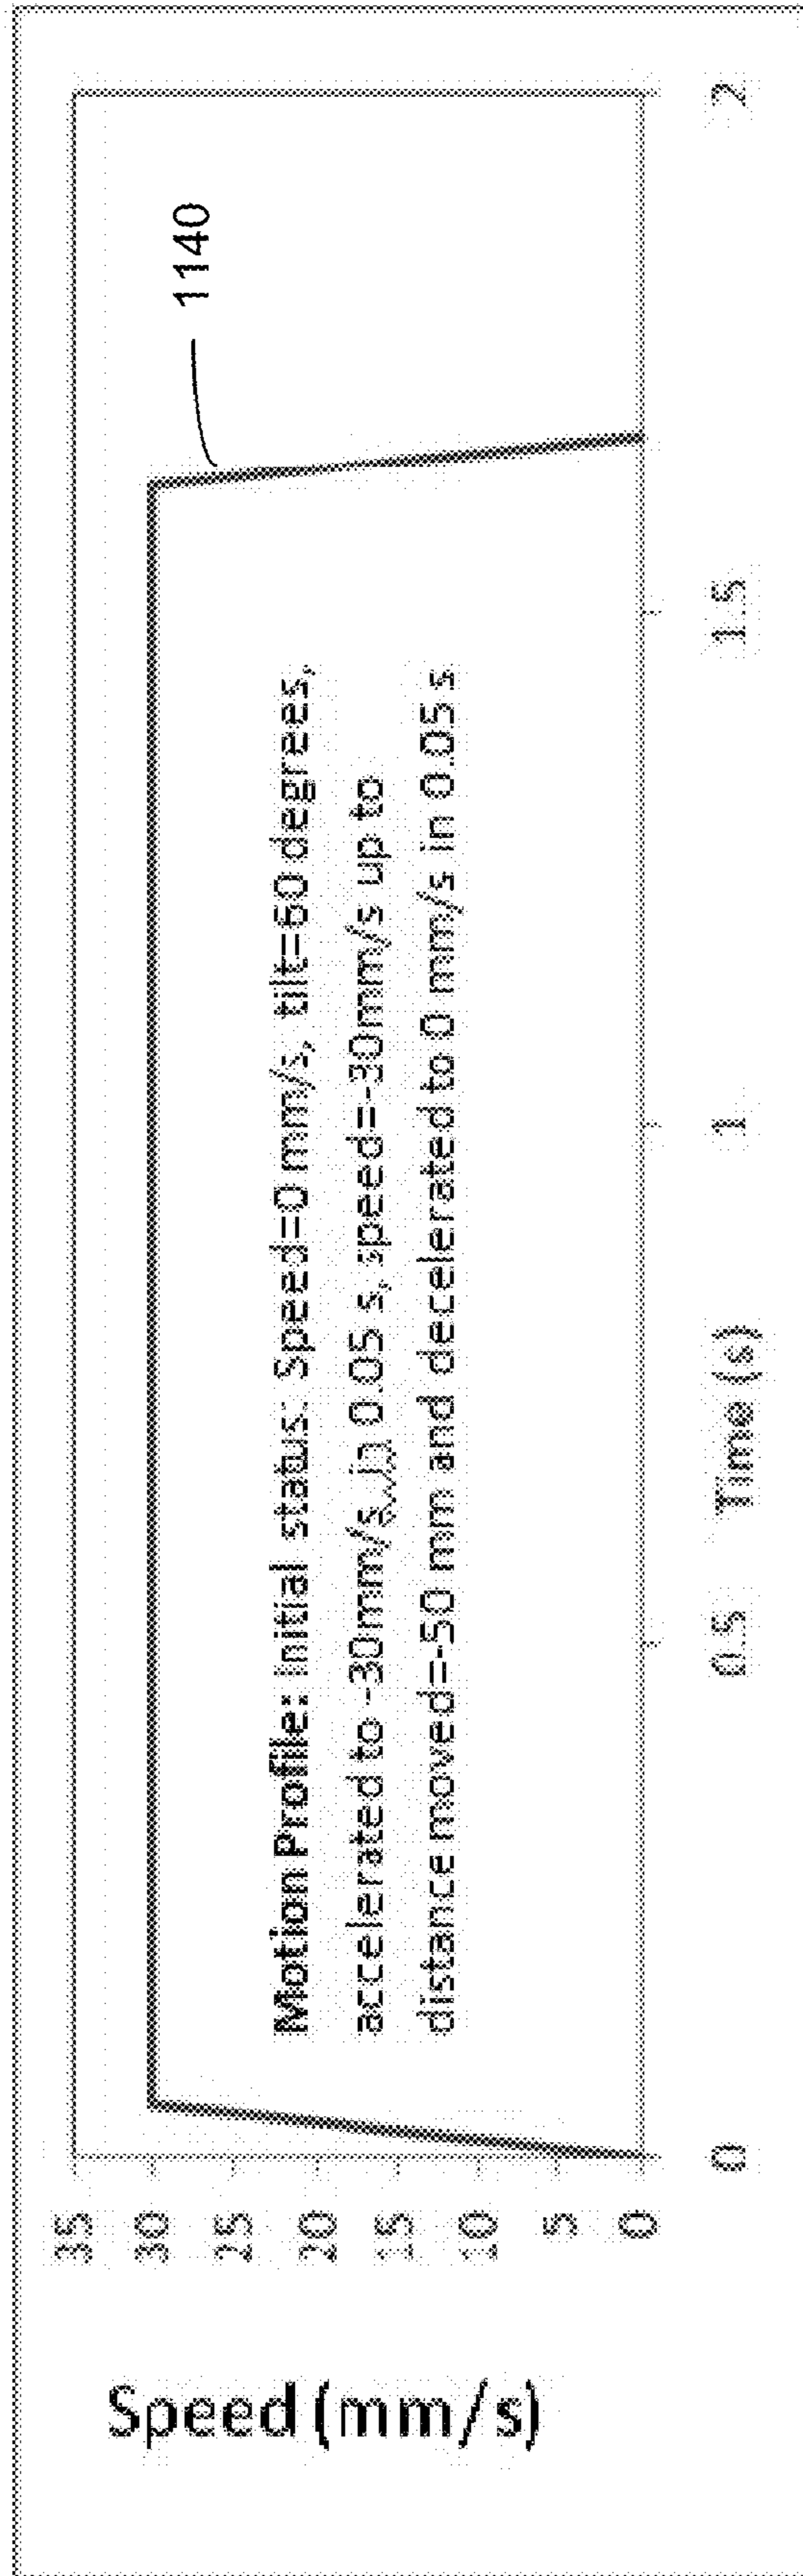 Speed (mm/s)
35
30
25
20
15
10
5
0
1140
Motion Profile: Initial status: Speed=0 mm/s, tilt=60 degrees,
accelerated to -30mm/s in 0.05 s, speed=-30mm/s up to
distance moved=-50 mm and decelerated to 0 mm/s in 0.05 s
0
0.5
1
1.5
2
Time (s)